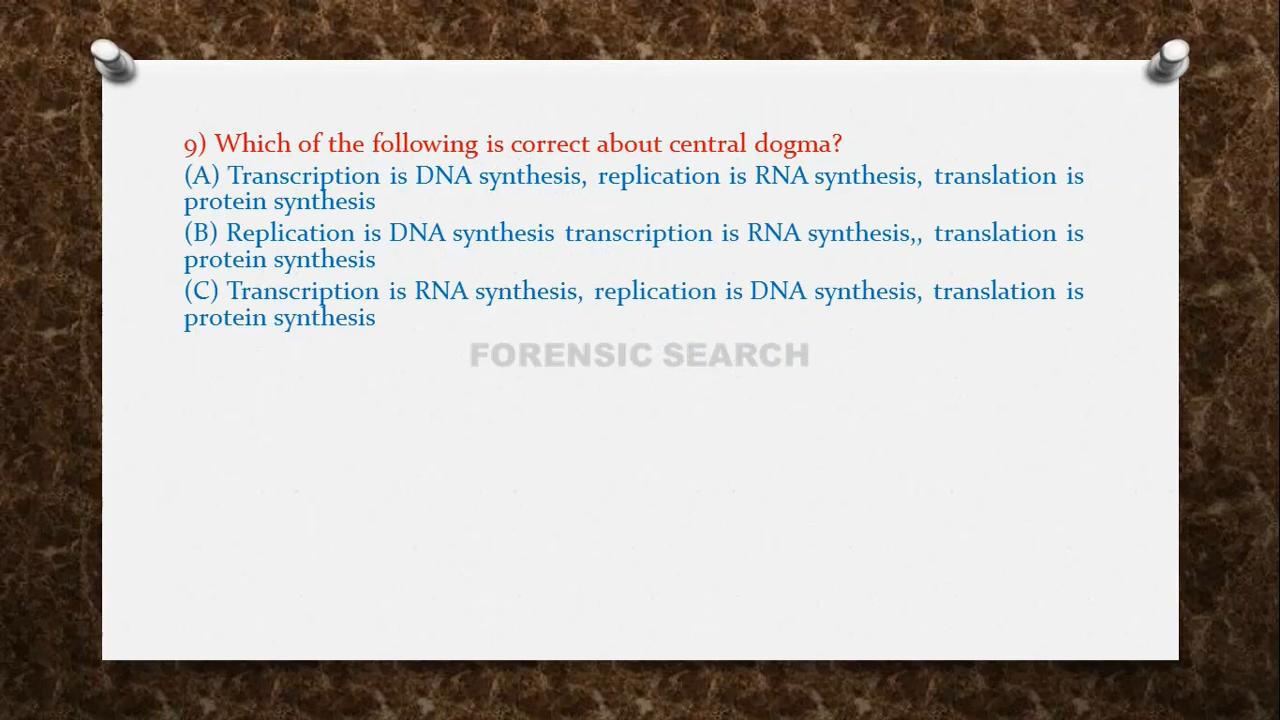 9) Which of the following is correct about central dogma?
(A) Transcription is DNA synthesis, replication is RNA synthesis, translation is
protein synthesis
(B) Replication is DNA synthesis transcription is RNA synthesis,, translation is
protein synthesis
(C) Transcription is RNA synthesis, replication is DNA synthesis, translation is
protein synthesis
FORENSIC SEARCH